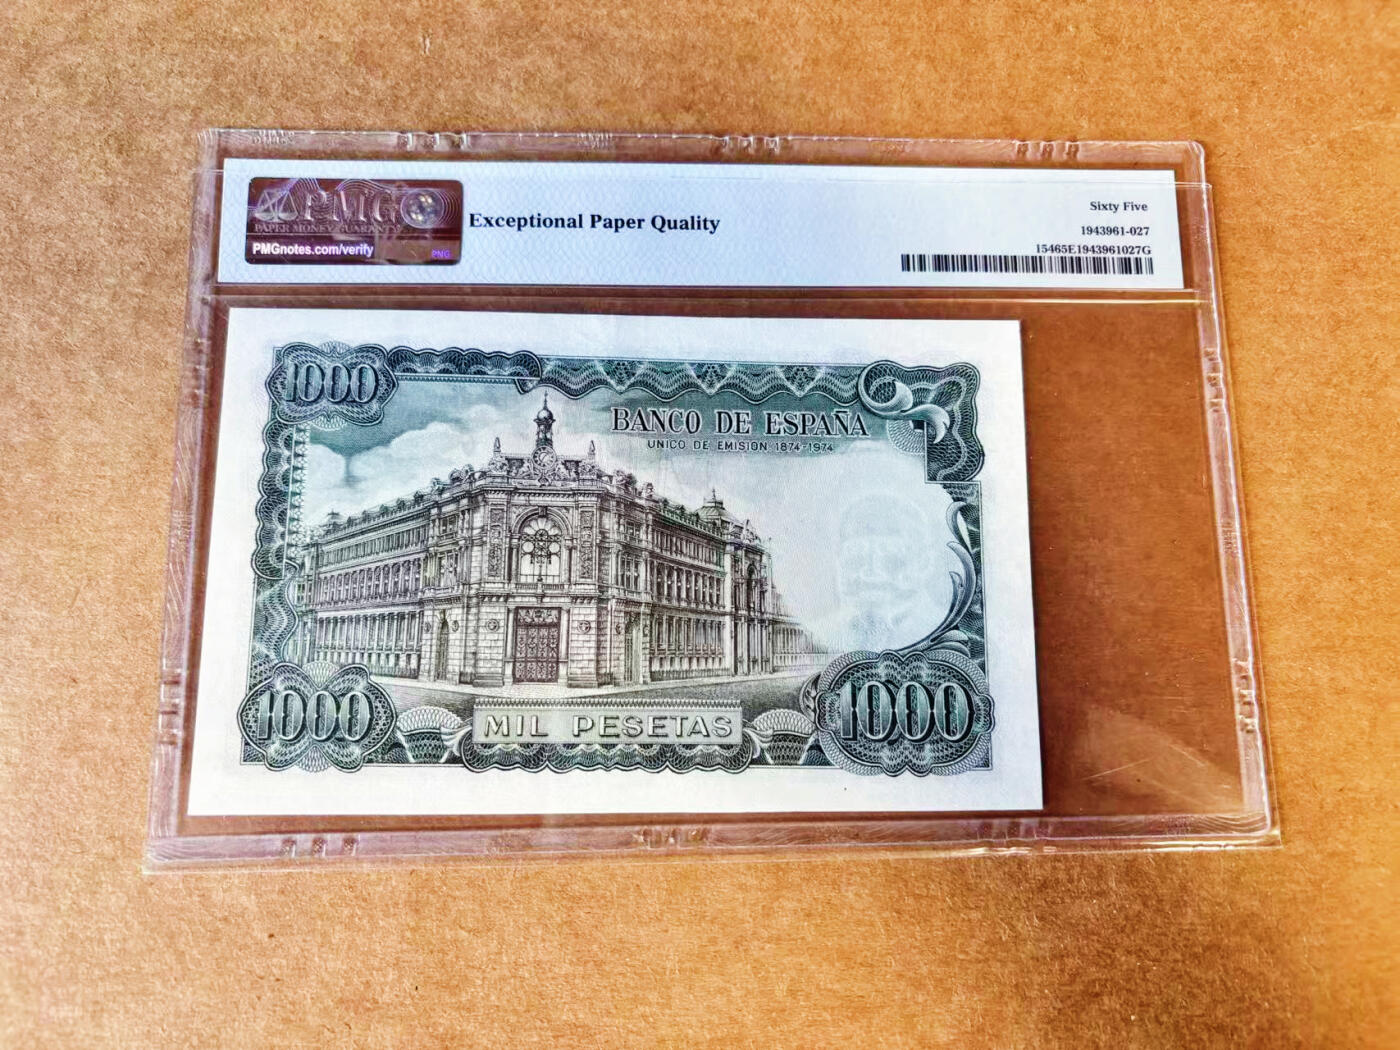 PMG
PAPER MONEY GUARANTY
PMGnotes.com/verify
PNG
Exceptional Paper Quality
Sixty Five
1943961-027
15465E1943961027G
1000
BANCO DE ESPAÑA
UNICO DE EMISION 1874-1974
1000
MIL PESETAS
1000